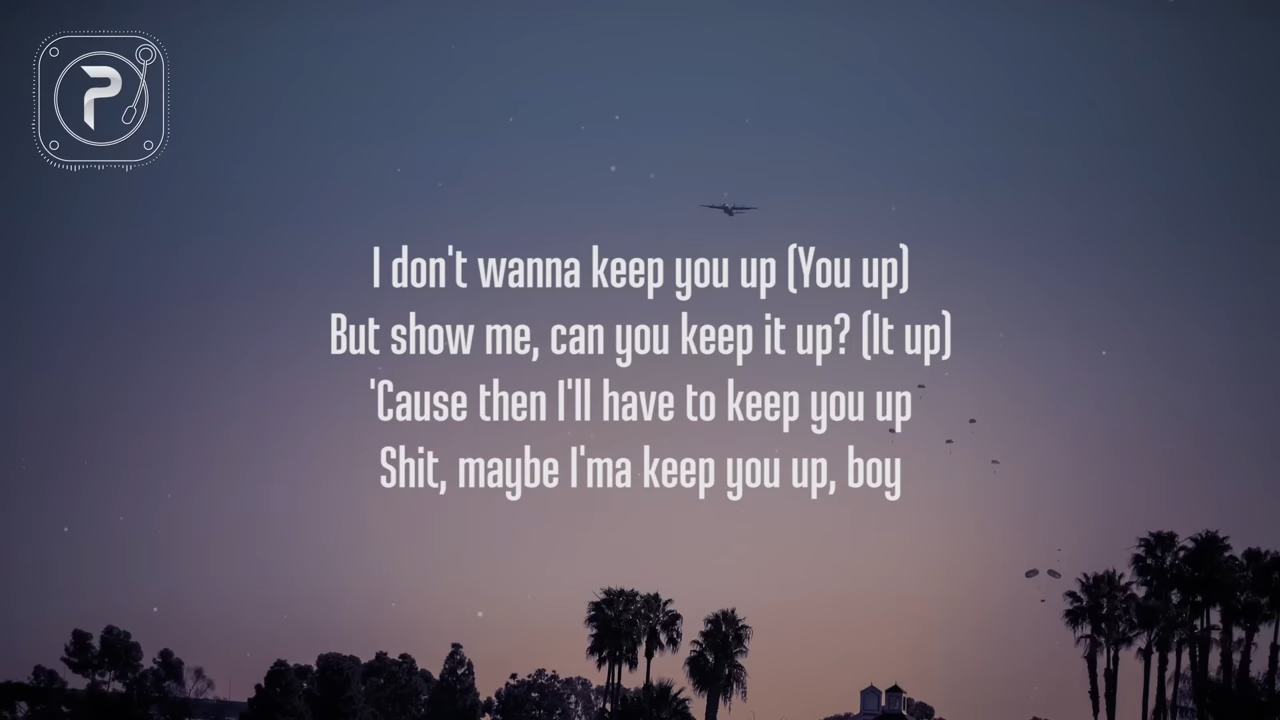 P
I don't wanna keep you up (You up)
But show me, can you keep it up? (It up)
'Cause then I'll have to keep you up
Shit, maybe I'ma keep you up, boy